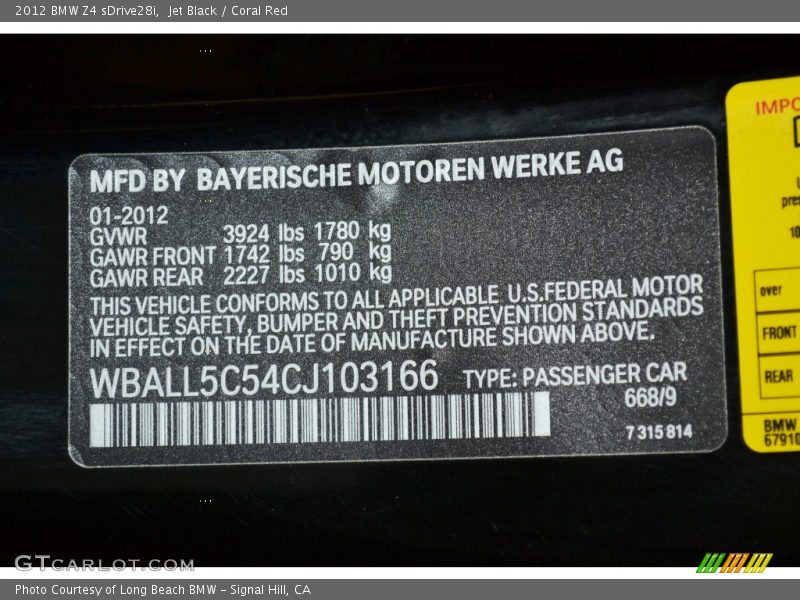 2012 BMW Z4 sDrive28i, Jet Black / Coral Red
MFD BY BAYERISCHE MOTOREN WERKE AG
01-2012
GVWR 3924 lbs 1780 kg
GAWR FRONT 1742 lbs 790 kg
GAWR REAR 2227 lbs 1010 kg
THIS VEHICLE CONFORMS TO ALL APPLICABLE U.S.FEDERAL MOTOR
VEHICLE SAFETY, BUMPER AND THEFT PREVENTION STANDARDS
IN EFFECT ON THE DATE OF MANUFACTURE SHOWN ABOVE.
WBALL5C54CJ103166 TYPE: PASSENGER CAR
668/9
7 315 814
over
FRONT
REAR
BMW
GTCARLOT.COM
Photo Courtesy of Long Beach BMW - Signal Hill, CA